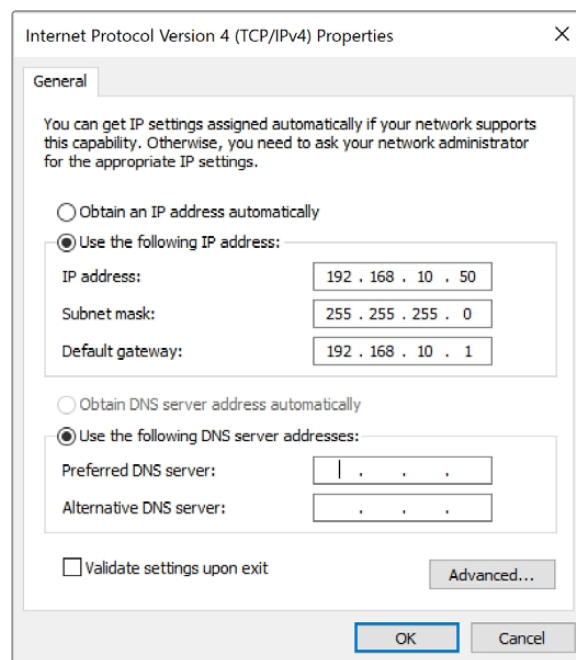 Internet Protocol Version 4 (TCP/IPv4) Properties
General
You can get IP settings assigned automatically if your network supports
this capability. Otherwise, you need to ask your network administrator
for the appropriate IP settings.
Obtain an IP address automatically
Use the following IP address:
IP address: 192 . 168 . 10 . 50
Subnet mask: 255 . 255 . 255 . 0
Default gateway: 192 . 168 . 10 . 1
Obtain DNS server address automatically
Use the following DNS server addresses:
Preferred DNS server: . . .
Alternative DNS server: . . .
Validate settings upon exit
Advanced...
OK Cancel